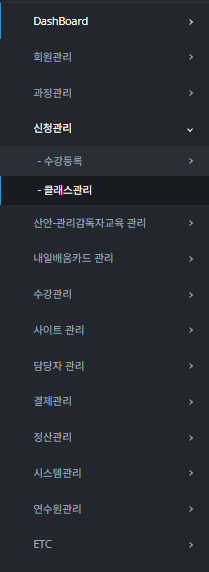 DashBoard
회원관리
과정관리
신청관리
- 수강등록
- 클래스관리
산안-관리감독자교육 관리
내일배움카드 관리
수강관리
사이트 관리
담당자 관리
결제관리
정산관리
시스템관리
연수원관리
ETC